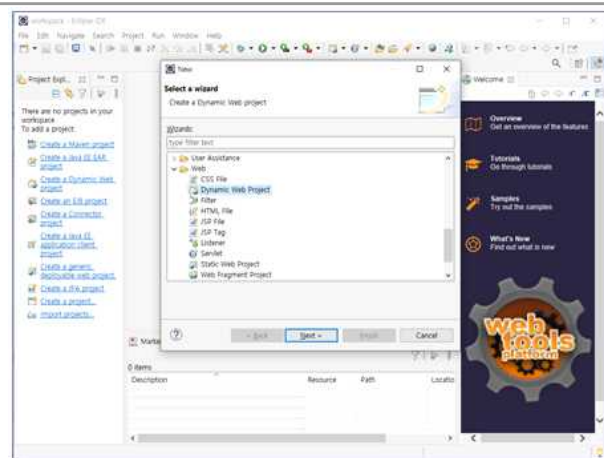 workspace - Eclipse IDE
File Edit Navigate Search Project Run Window Help
Project Expl...
There are no projects in your
workspace
To add a project:
Create a Maven project
Create a Java EE EAR
project
Create a Dynamic Web
project
Create an EJB project
Create a Connector
project
Create a Java EE
application client
project
Create a generic
deployable web project
Create a JPA project
Create a project...
Import projects...
New
Select a wizard
Create a Dynamic Web project
Wizards:
type filter text
User Assistance
Web
CSS File
Dynamic Web Project
Filter
HTML File
JSP File
JSP Tag
Listener
Servlet
Static Web Project
Web Fragment Project
< Back
Next >
Finish
Cancel
Marke
0 items
Description
Resource
Path
Locatio
Welcome
Overview
Get an overview of the features
Tutorials
Go through tutorials
Samples
Try out the samples
What's New
Find out what is new
web
tools
platform